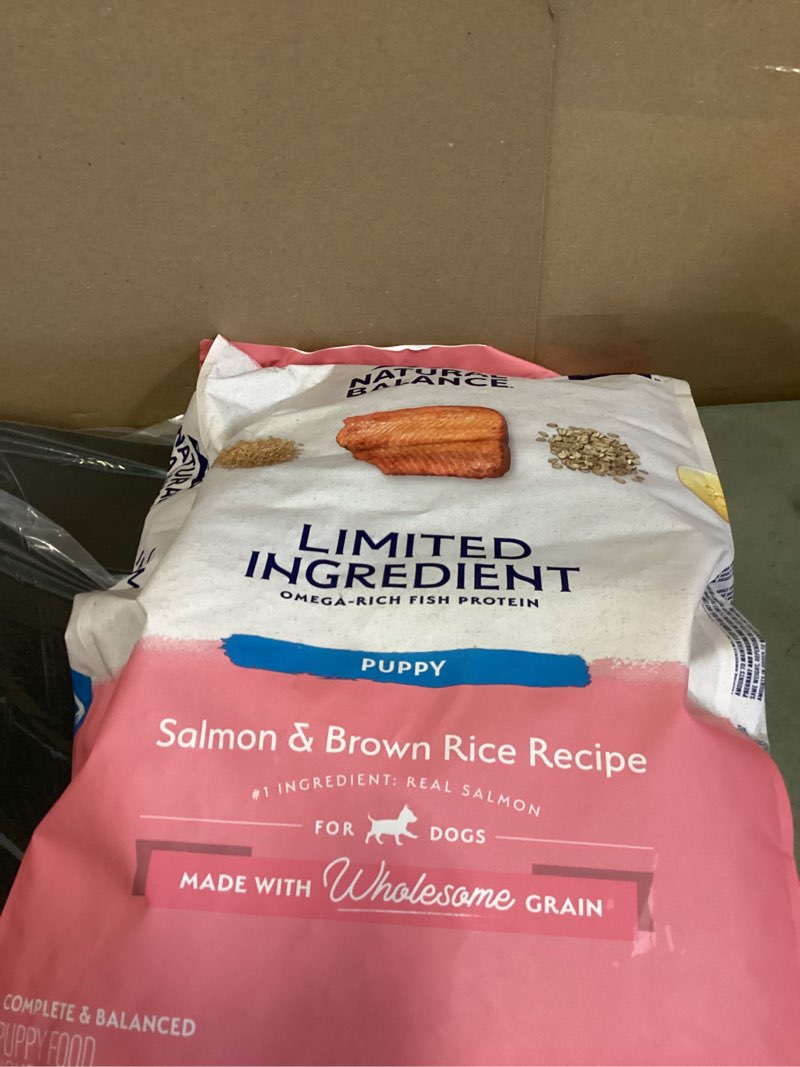 NATURAL
BALANCE.
NATURAL
LIMITED
INGREDIENT
OMEGA-RICH FISH PROTEIN
PUPPY
Salmon & Brown Rice Recipe
#1 INGREDIENT: REAL SALMON
FOR DOGS
MADE WITH Wholesome GRAIN
COMPLETE & BALANCED
PUPPY FOOD